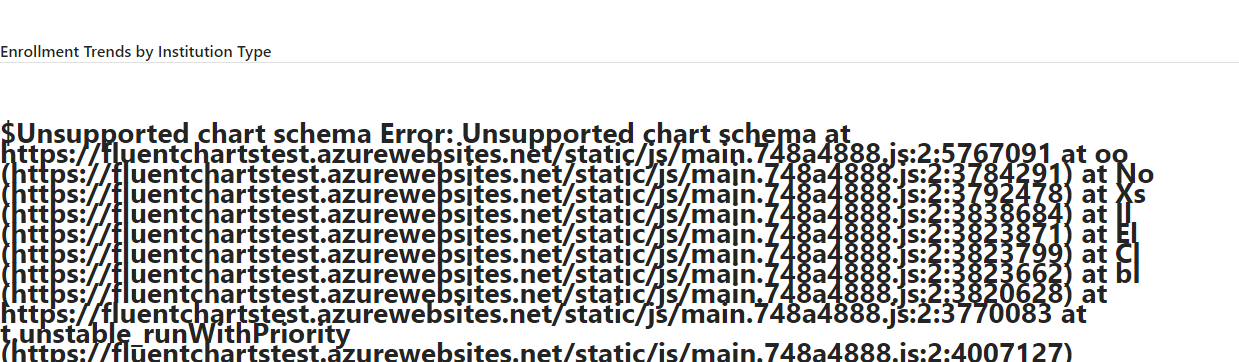 Enrollment Trends by Institution Type
$Unsupported chart schema Error: Unsupported chart schema at
https://fluentchartstest.azurewebsites.net/static/js/main.748a4888.js:2:5767091 at oo
(https://fluentchartstest.azurewebsites.net/static/js/main.748a4888.js:2:3784291) at No
(https://fluentchartstest.azurewebsites.net/static/js/main.748a4888.js:2:3792478) at Xs
(https://fluentchartstest.azurewebsites.net/static/js/main.748a4888.js:2:3838684) at Il
(https://fluentchartstest.azurewebsites.net/static/js/main.748a4888.js:2:3823871) at El
(https://fluentchartstest.azurewebsites.net/static/js/main.748a4888.js:2:3823799) at Cl
(https://fluentchartstest.azurewebsites.net/static/js/main.748a4888.js:2:3823662) at bl
(https://fluentchartstest.azurewebsites.net/static/js/main.748a4888.js:2:3820628) at
https://fluentchartstest.azurewebsites.net/static/js/main.748a4888.js:2:3770083 at
t.unstable_runWithPriority
(https://fluentchartstest.azurewebsites.net/static/js/main.748a4888.js:2:4007127)